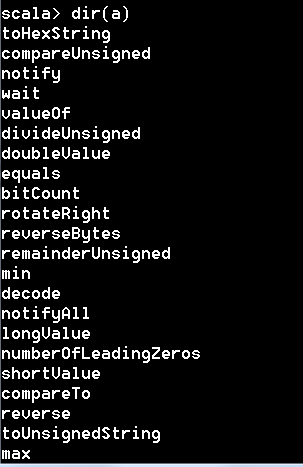 scala> dir(a)
toHexString
compareUnsigned
notify
wait
valueOf
divideUnsigned
doubleValue
equals
bitCount
rotateRight
reverseBytes
remainderUnsigned
min
decode
notifyAll
longValue
numberOfLeadingZeros
shortValue
compareTo
reverse
toUnsignedString
max